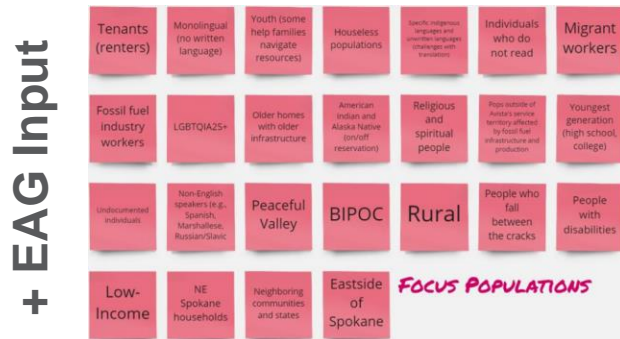 + EAG Input
Tenants
(renters)
Monolingual
(no written
language)
Youth (some
help families
navigate
resources)
Houseless
populations
Specific indigenous
languages and
unwritten languages
(challenges with
translation)
Individuals
who do
not read
Migrant
workers
Fossil fuel
industry
workers
LGBTQIA2S+
Older homes
with older
infrastructure
American
Indian and
Alaska Native
(on/off
reservation)
Religious
and
spiritual
people
Pops outside of
Avista's service
territory affected
by fossil fuel
infrastructure and
production
Youngest
generation
(high school,
college)
Undocumented
individuals
Non-English
speakers (e.g.,
Spanish,
Marshallese,
Russian/Slavic
Peaceful
Valley
BIPOC
Rural
People who
fall
between
the cracks
People
with
disabilities
Low-
Income
NE
Spokane
households
Neighboring
communities
and states
Eastside
of
Spokane
FOCUS POPULATIONS